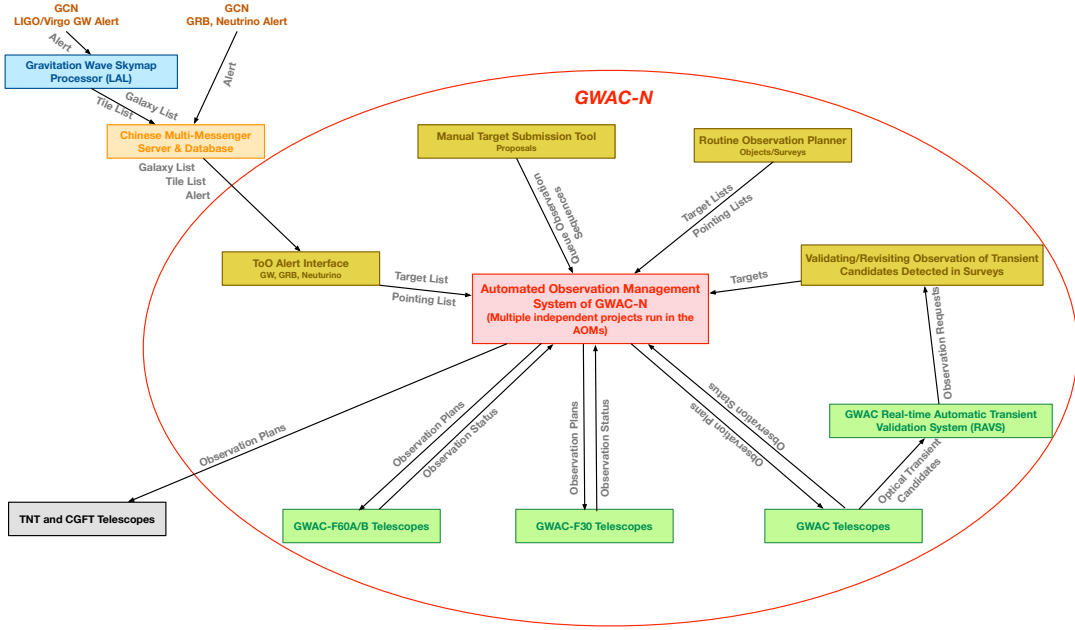 GCN
LIGO/Virgo GW Alert
GCN
GRB, Neutrino Alert
Alert
Alert
Gravitation Wave Skymap
Processor (LAL)
Galaxy List
Tile List
Chinese Multi-Messenger
Server & Database
Galaxy List
Tile List
Alert
GWAC-N
Manual Target Submission Tool
Proposals
Routine Observation Planner
Objects/Surveys
Queue Observation
Sequences
Target Lists
Pointing Lists
ToO Alert Interface
GW, GRB, Neuturino
Target List
Pointing List
Automated Observation Management
System of GWAC-N
(Multiple independent projects run in the
AOMs)
Targets
Validating/Revisiting Observation of Transient
Candidates Detected in Surveys
Observation Requests
GWAC Real-time Automatic Transient
Validation System (RAVS)
Optical Transient
Candidates
Observation Plans
Observation Plans
Observation Status
Observation Plans
Observation Status
Observation Plans
Observation Status
TNT and CGFT Telescopes
GWAC-F60A/B Telescopes
GWAC-F30 Telescopes
GWAC Telescopes